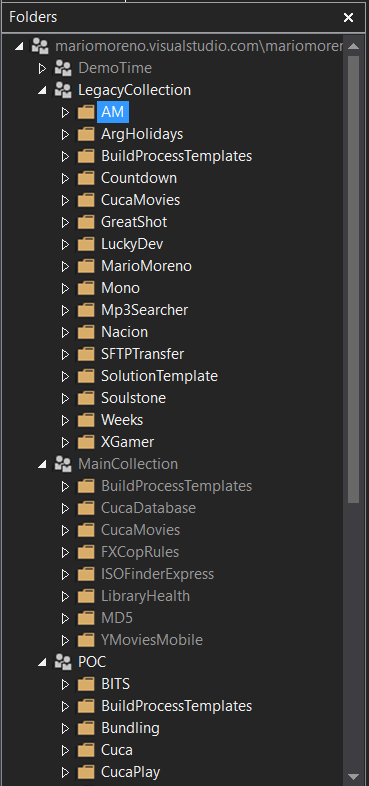 Folders
mariomoreno.visualstudio.com\mariomoren
DemoTime
LegacyCollection
AM
ArgHolidays
BuildProcessTemplates
Countdown
CucaMovies
GreatShot
LuckyDev
MarioMoreno
Mono
Mp3Searcher
Nacion
SFTPTransfer
SolutionTemplate
Soulstone
Weeks
XGamer
MainCollection
BuildProcessTemplates
CucaDatabase
CucaMovies
FXCopRules
ISOFinderExpress
LibraryHealth
MD5
YMoviesMobile
POC
BITS
BuildProcessTemplates
Bundling
Cuca
CucaPlay